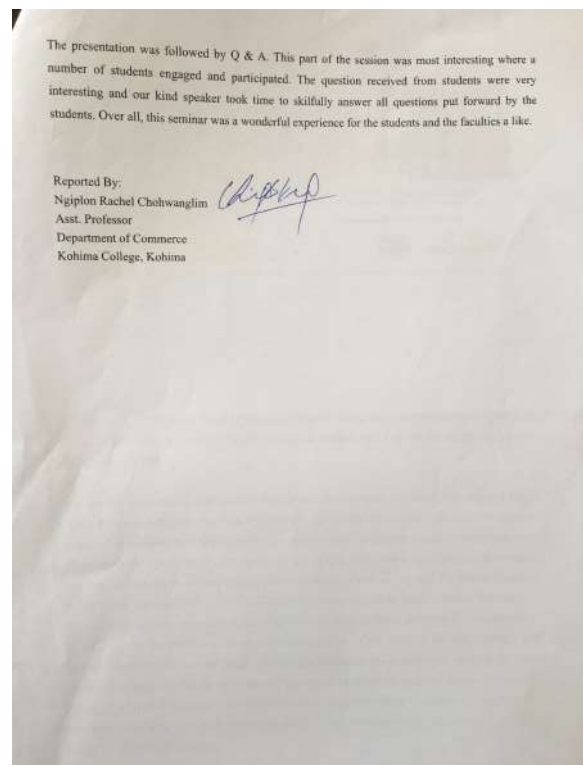 The presentation was followed by Q & A. This part of the session was most interesting where a
number of students engaged and participated. The question received from students were very
interesting and our kind speaker took time to skilfully answer all questions put forward by the
students. Over all, this seminar was a wonderful experience for the students and the faculties a like.
Reported By:
Ngiplon Rachel Chohwanglim
Asst. Professor
Department of Commerce
Kohima College, Kohima